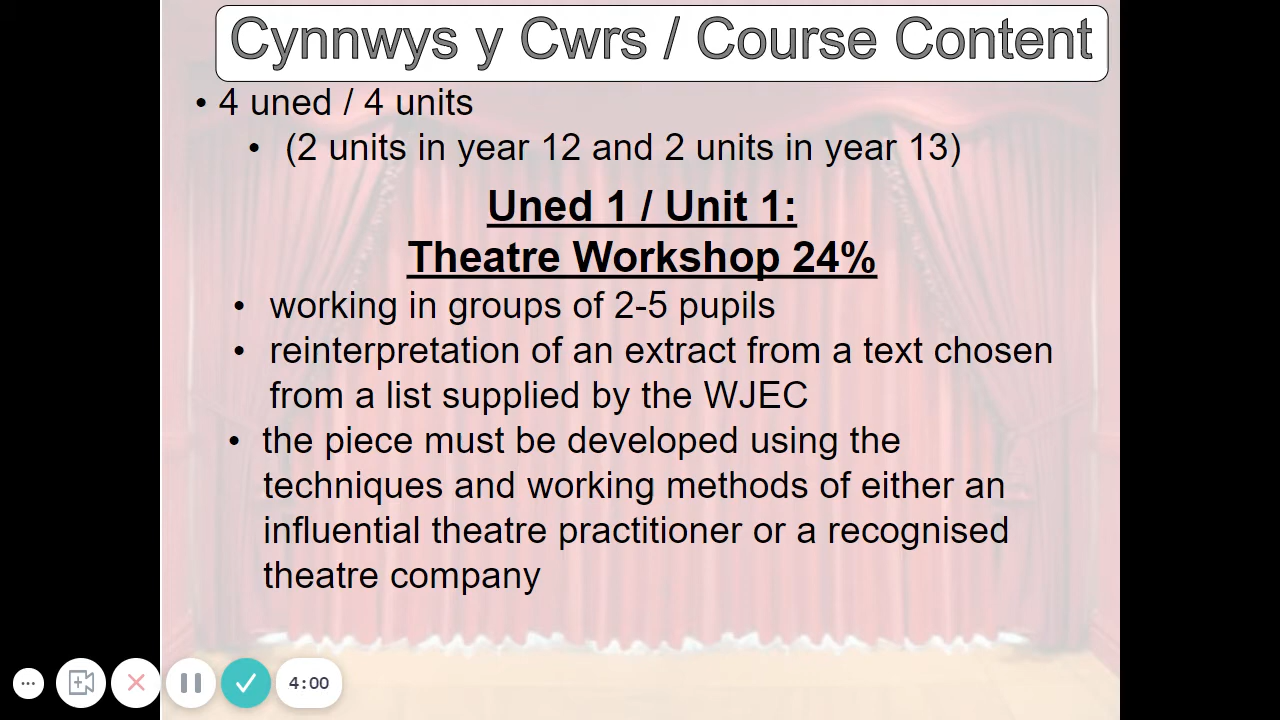 Cynnwys y Cwrs / Course Content
• 4 uned / 4 units
• (2 units in year 12 and 2 units in year 13)
Uned 1 / Unit 1:
Theatre Workshop 24%
• working in groups of 2-5 pupils
• reinterpretation of an extract from a text chosen
from a list supplied by the WJEC
• the piece must be developed using the
techniques and working methods of either an
influential theatre practitioner or a recognised
theatre company
4:00